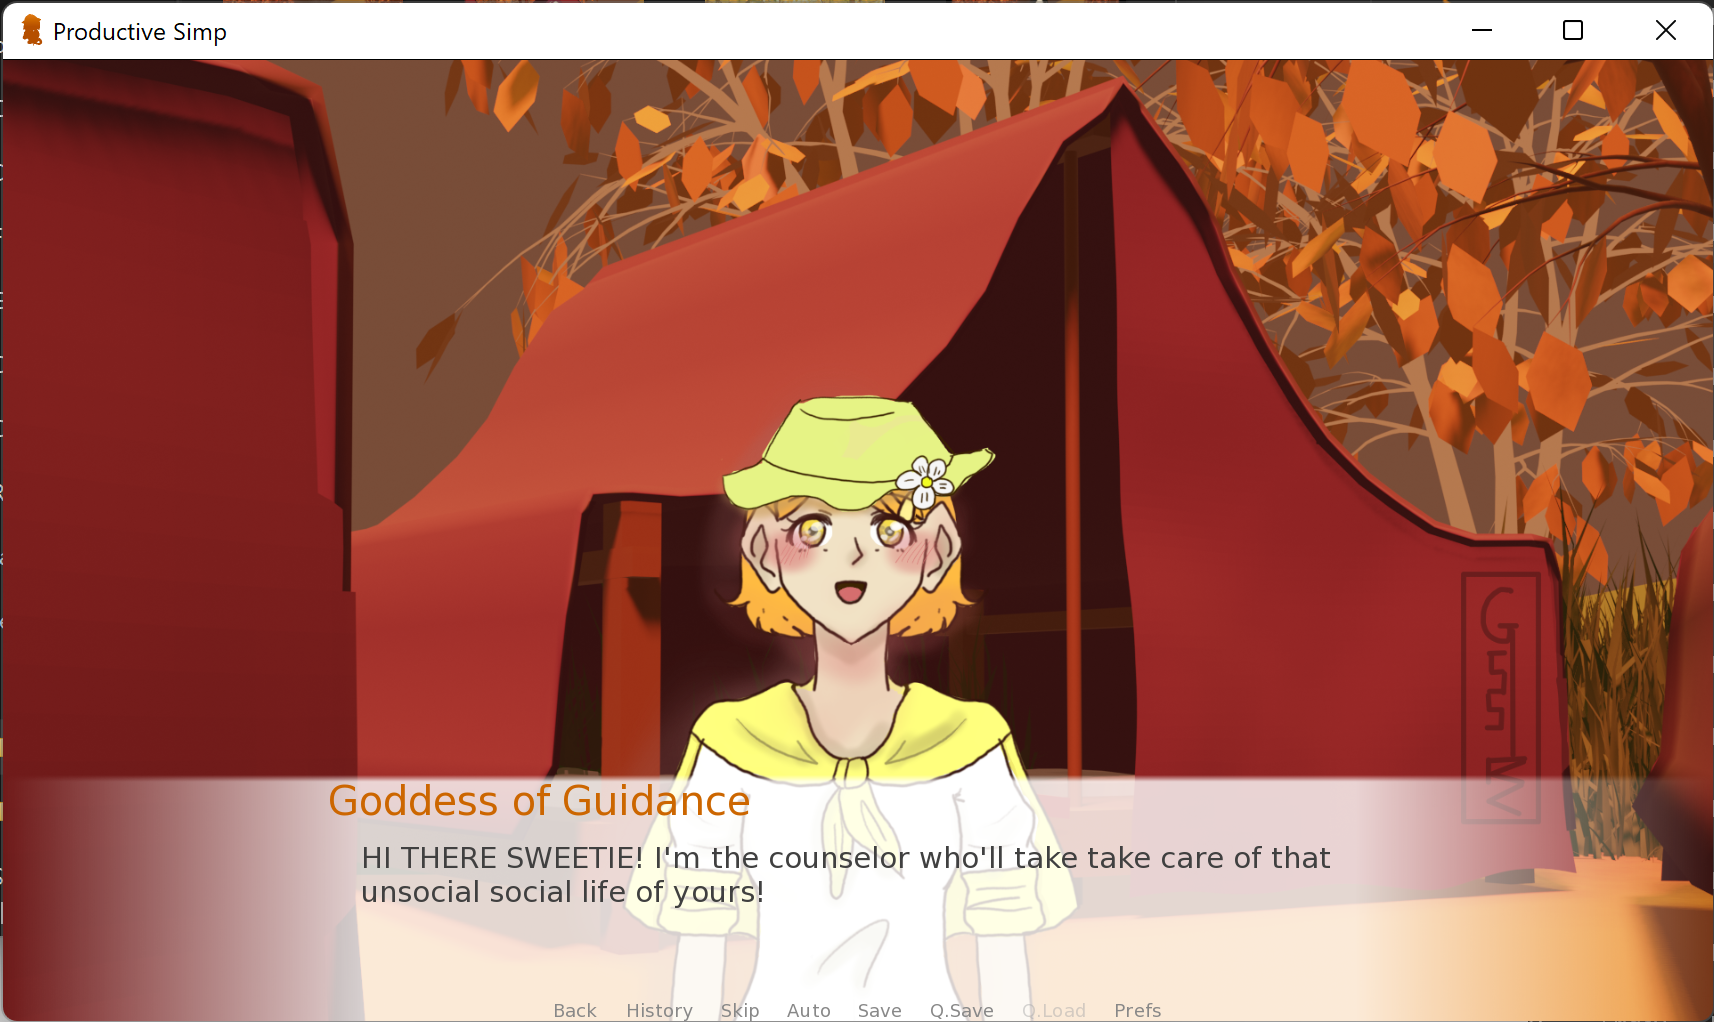 Productive Simp
Goddess of Guidance
HI THERE SWEETIE! I'm the counselor who'll take take care of that
unsocial social life of yours!
Back History Skip Auto Save Q.Save Q.Load Prefs